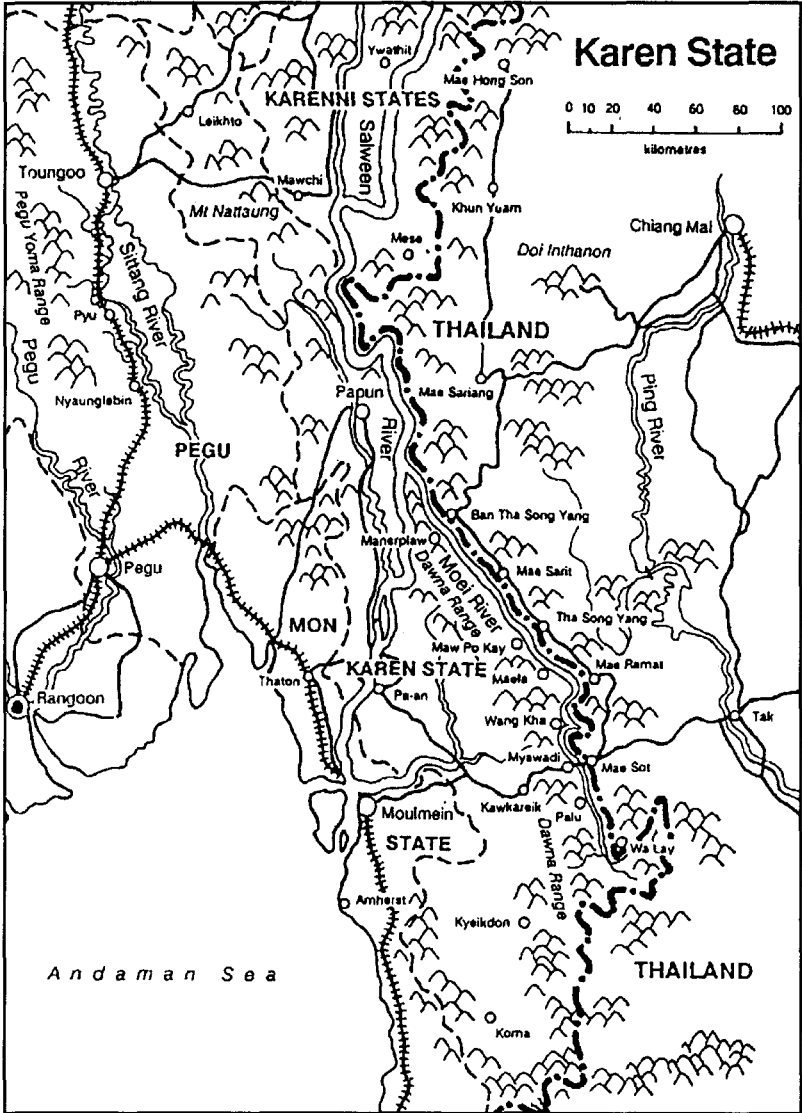 Karen State
0 10 20 40 60 80 100
kilometres
Ywathit
Mae Hong Son
KARENNI STATES
Leikhto
Salween
Toungoo
Mawchi
Khun Yuam
Mt Nattaung
Chiang Mai
Pegu Yoma Range
Sittang River
Mese
Doi Inthanon
Pyu
THAILAND
Pegu
Nyaunglebin
Mae Sariang
Ping River
Papun
PEGU
River
River
Ban Tha Song Yang
Manerplaw
Pegu
Moei River
Mae Sarit
Dawna Range
MON
Tha Song Yang
Maw Po Kay
KAREN STATE
Mae Ramat
Thaton
Pa-an
Maela
Rangoon
Wang Kha
Tak
Myawadi
Mae Sot
Kawkareik
Palu
Moulmein
STATE
Wa Lay
Dawna Range
Amherst
Kyeikdon
Andaman Sea
THAILAND
Korna